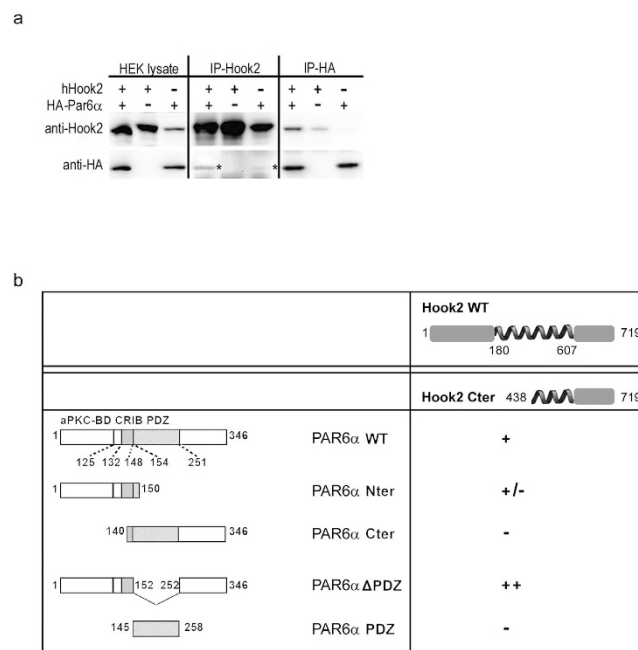 a
HEK lysate IP-Hook2 IP-HA
hHook2 + + - + + - + + -
HA-Par6α + - + + - + + - +
anti-Hook2
anti-HA * *
b
Hook2 WT
1 719
180 607
Hook2 Cter 438 719
aPKC-BD CRIB PDZ
1 346 PAR6α WT +
125 132 148 154 251
1 150 PAR6α Nter +/-
140 346 PAR6α Cter -
1 152 252 346 PAR6α ΔPDZ ++
145 258 PAR6α PDZ -